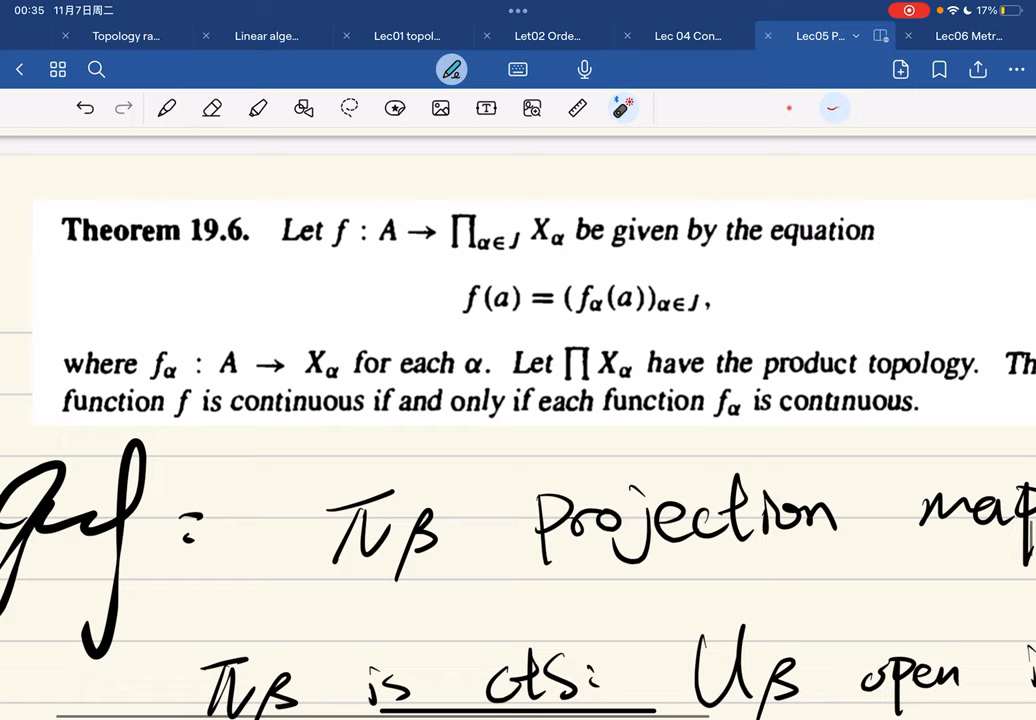 00:35 11月7日周二 17%
Topology ra... Linear alge... Lec01 topol... Let02 Orde... Lec 04 Con... Lec05 P... Lec06 Metr...
Theorem 19.6. Let f : A → ∏α∈J Xα be given by the equation
f(a) = (fα(a))α∈J,
where fα : A → Xα for each α. Let ∏ Xα have the product topology. Th
function f is continuous if and only if each function fα is continuous.
: πβ projection map
πβ is cts: Uβ open i